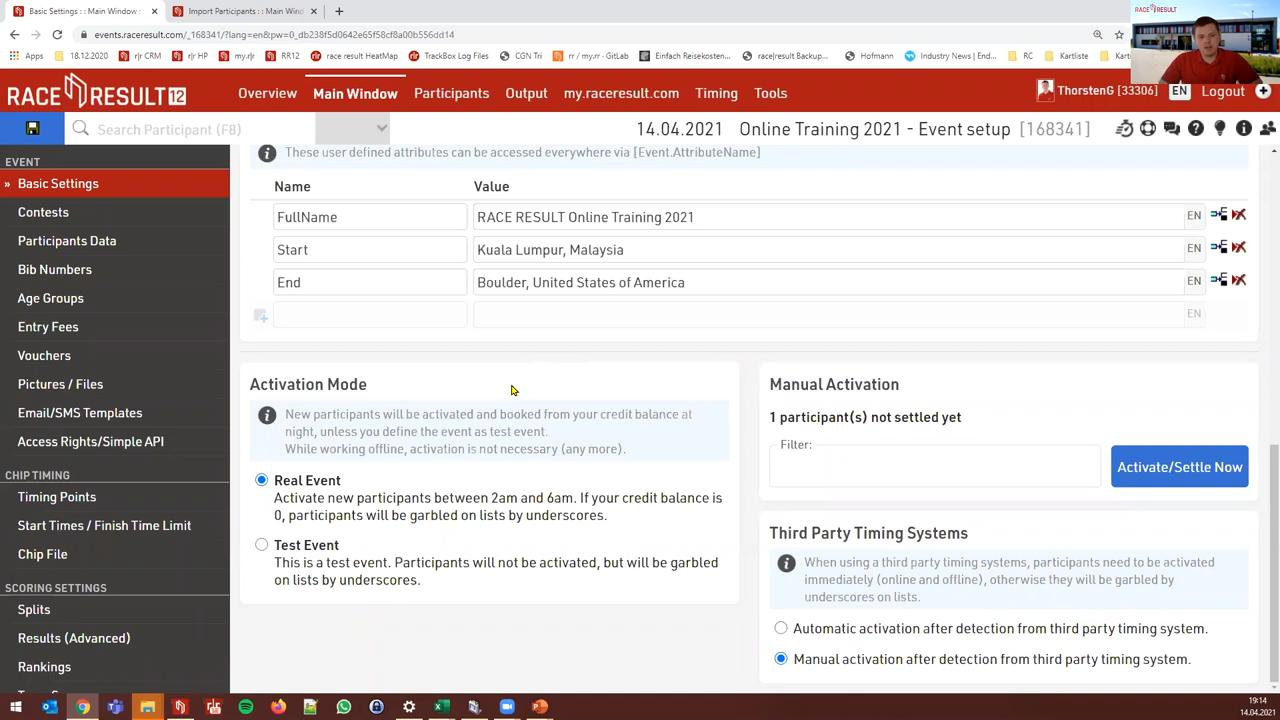 Basic Settings : : Main Window
Import Participants : : Main Wind
events.raceresult.com/_168341/?lang=en&pw=0_db238f5d0642e65f58cf8a00b556dd14
Apps
18.12.2020
r|r CRM
r|r HP
my.r|r
RR12
race result HeatMap
TrackBox Log Files
CGN Tri
rr / my.rr · GitLab
Einfach Reisekosten...
race|result Backup...
Hofmann
Industry News | End...
RC
Kartliste
Kart
RACE RESULT
RACE RESULT 12
Overview
Main Window
Participants
Output
my.raceresult.com
Timing
Tools
ThorstenG [33306]
EN
Logout
Search Participant (F8)
14.04.2021
Online Training 2021 - Event setup [168341]
EVENT
» Basic Settings
Contests
Participants Data
Bib Numbers
Age Groups
Entry Fees
Vouchers
Pictures / Files
Email/SMS Templates
Access Rights/Simple API
CHIP TIMING
Timing Points
Start Times / Finish Time Limit
Chip File
SCORING SETTINGS
Splits
Results (Advanced)
Rankings
These user defined attributes can be accessed everywhere via [Event.AttributeName]
Name
Value
FullName
RACE RESULT Online Training 2021
EN
Start
Kuala Lumpur, Malaysia
EN
End
Boulder, United States of America
EN
EN
Activation Mode
New participants will be activated and booked from your credit balance at
night, unless you define the event as test event.
While working offline, activation is not necessary (any more).
Real Event
Activate new participants between 2am and 6am. If your credit balance is
0, participants will be garbled on lists by underscores.
Test Event
This is a test event. Participants will not be activated, but will be garbled
on lists by underscores.
Manual Activation
1 participant(s) not settled yet
Filter:
Activate/Settle Now
Third Party Timing Systems
When using a third party timing systems, participants need to be activated
immediately (online and offline), otherwise they will be garbled by
underscores on lists.
Automatic activation after detection from third party timing system.
Manual activation after detection from third party timing system.
19:14
14.04.2021